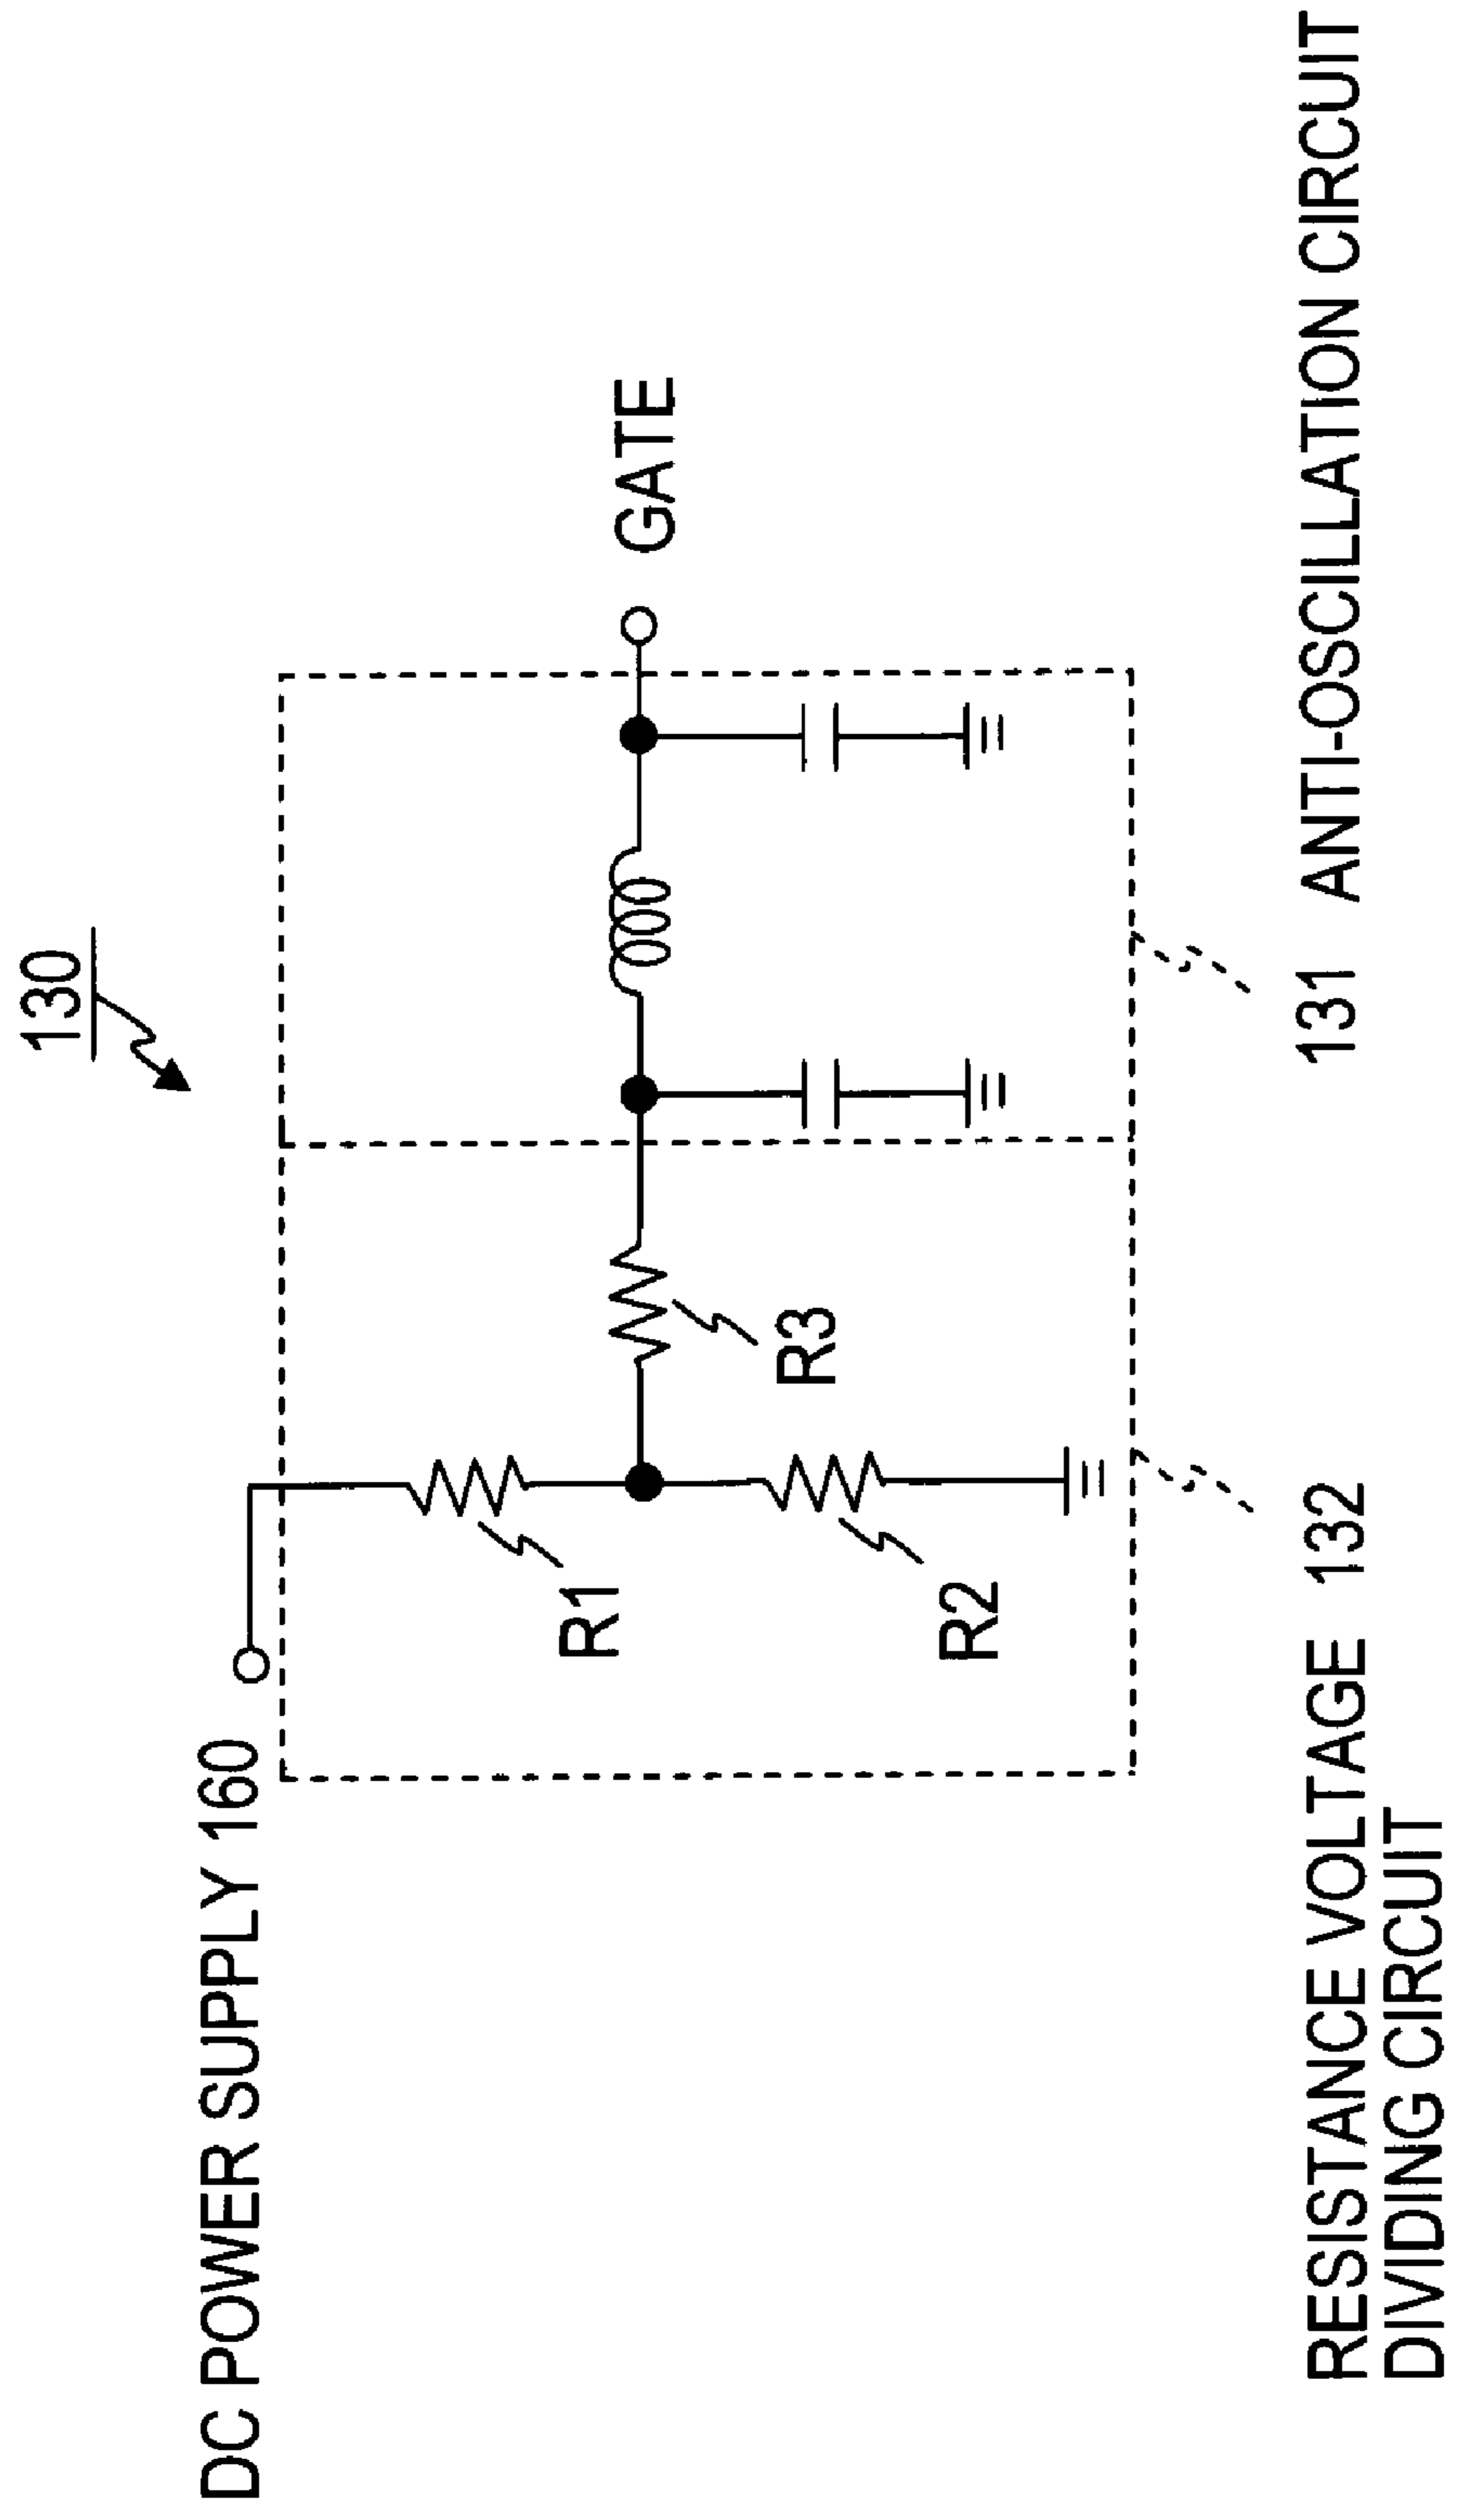 130
DC POWER SUPPLY 160
GATE
R1
R3
R2
RESISTANCE VOLTAGE 132
DIVIDING CIRCUIT
131 ANTI-OSCILLATION CIRCUIT